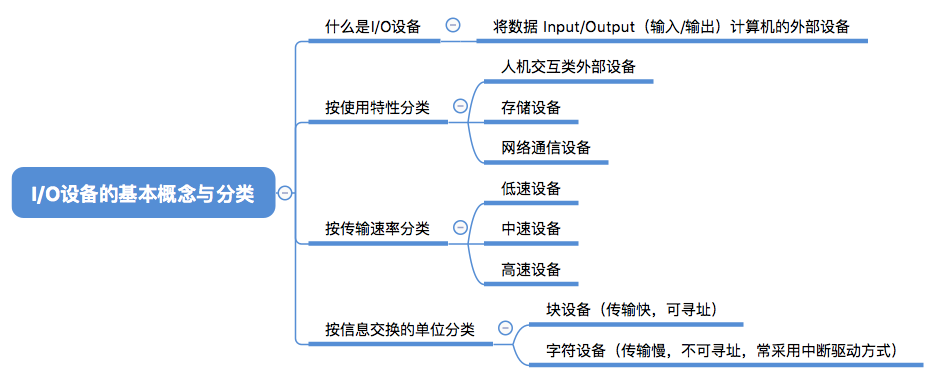 I/O设备的基本概念与分类
什么是I/O设备
将数据 Input/Output（输入/输出）计算机的外部设备
按使用特性分类
人机交互类外部设备
存储设备
网络通信设备
按传输速率分类
低速设备
中速设备
高速设备
按信息交换的单位分类
块设备（传输快，可寻址）
字符设备（传输慢，不可寻址，常采用中断驱动方式）